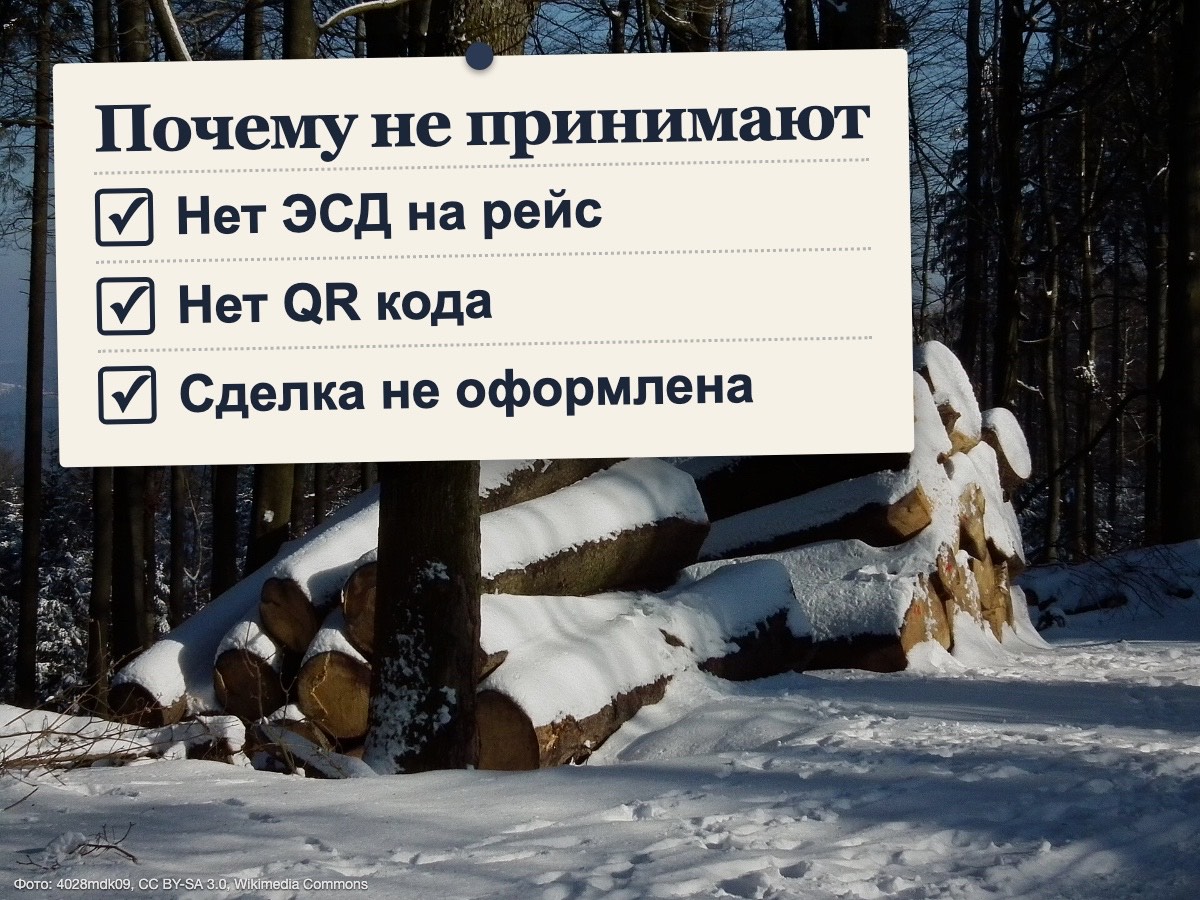 Почему не принимают
Нет ЭСД на рейс
Нет QR кода
Сделка не оформлена
Фото: 4028mdk09, CC BY-SA 3.0, Wikimedia Commons